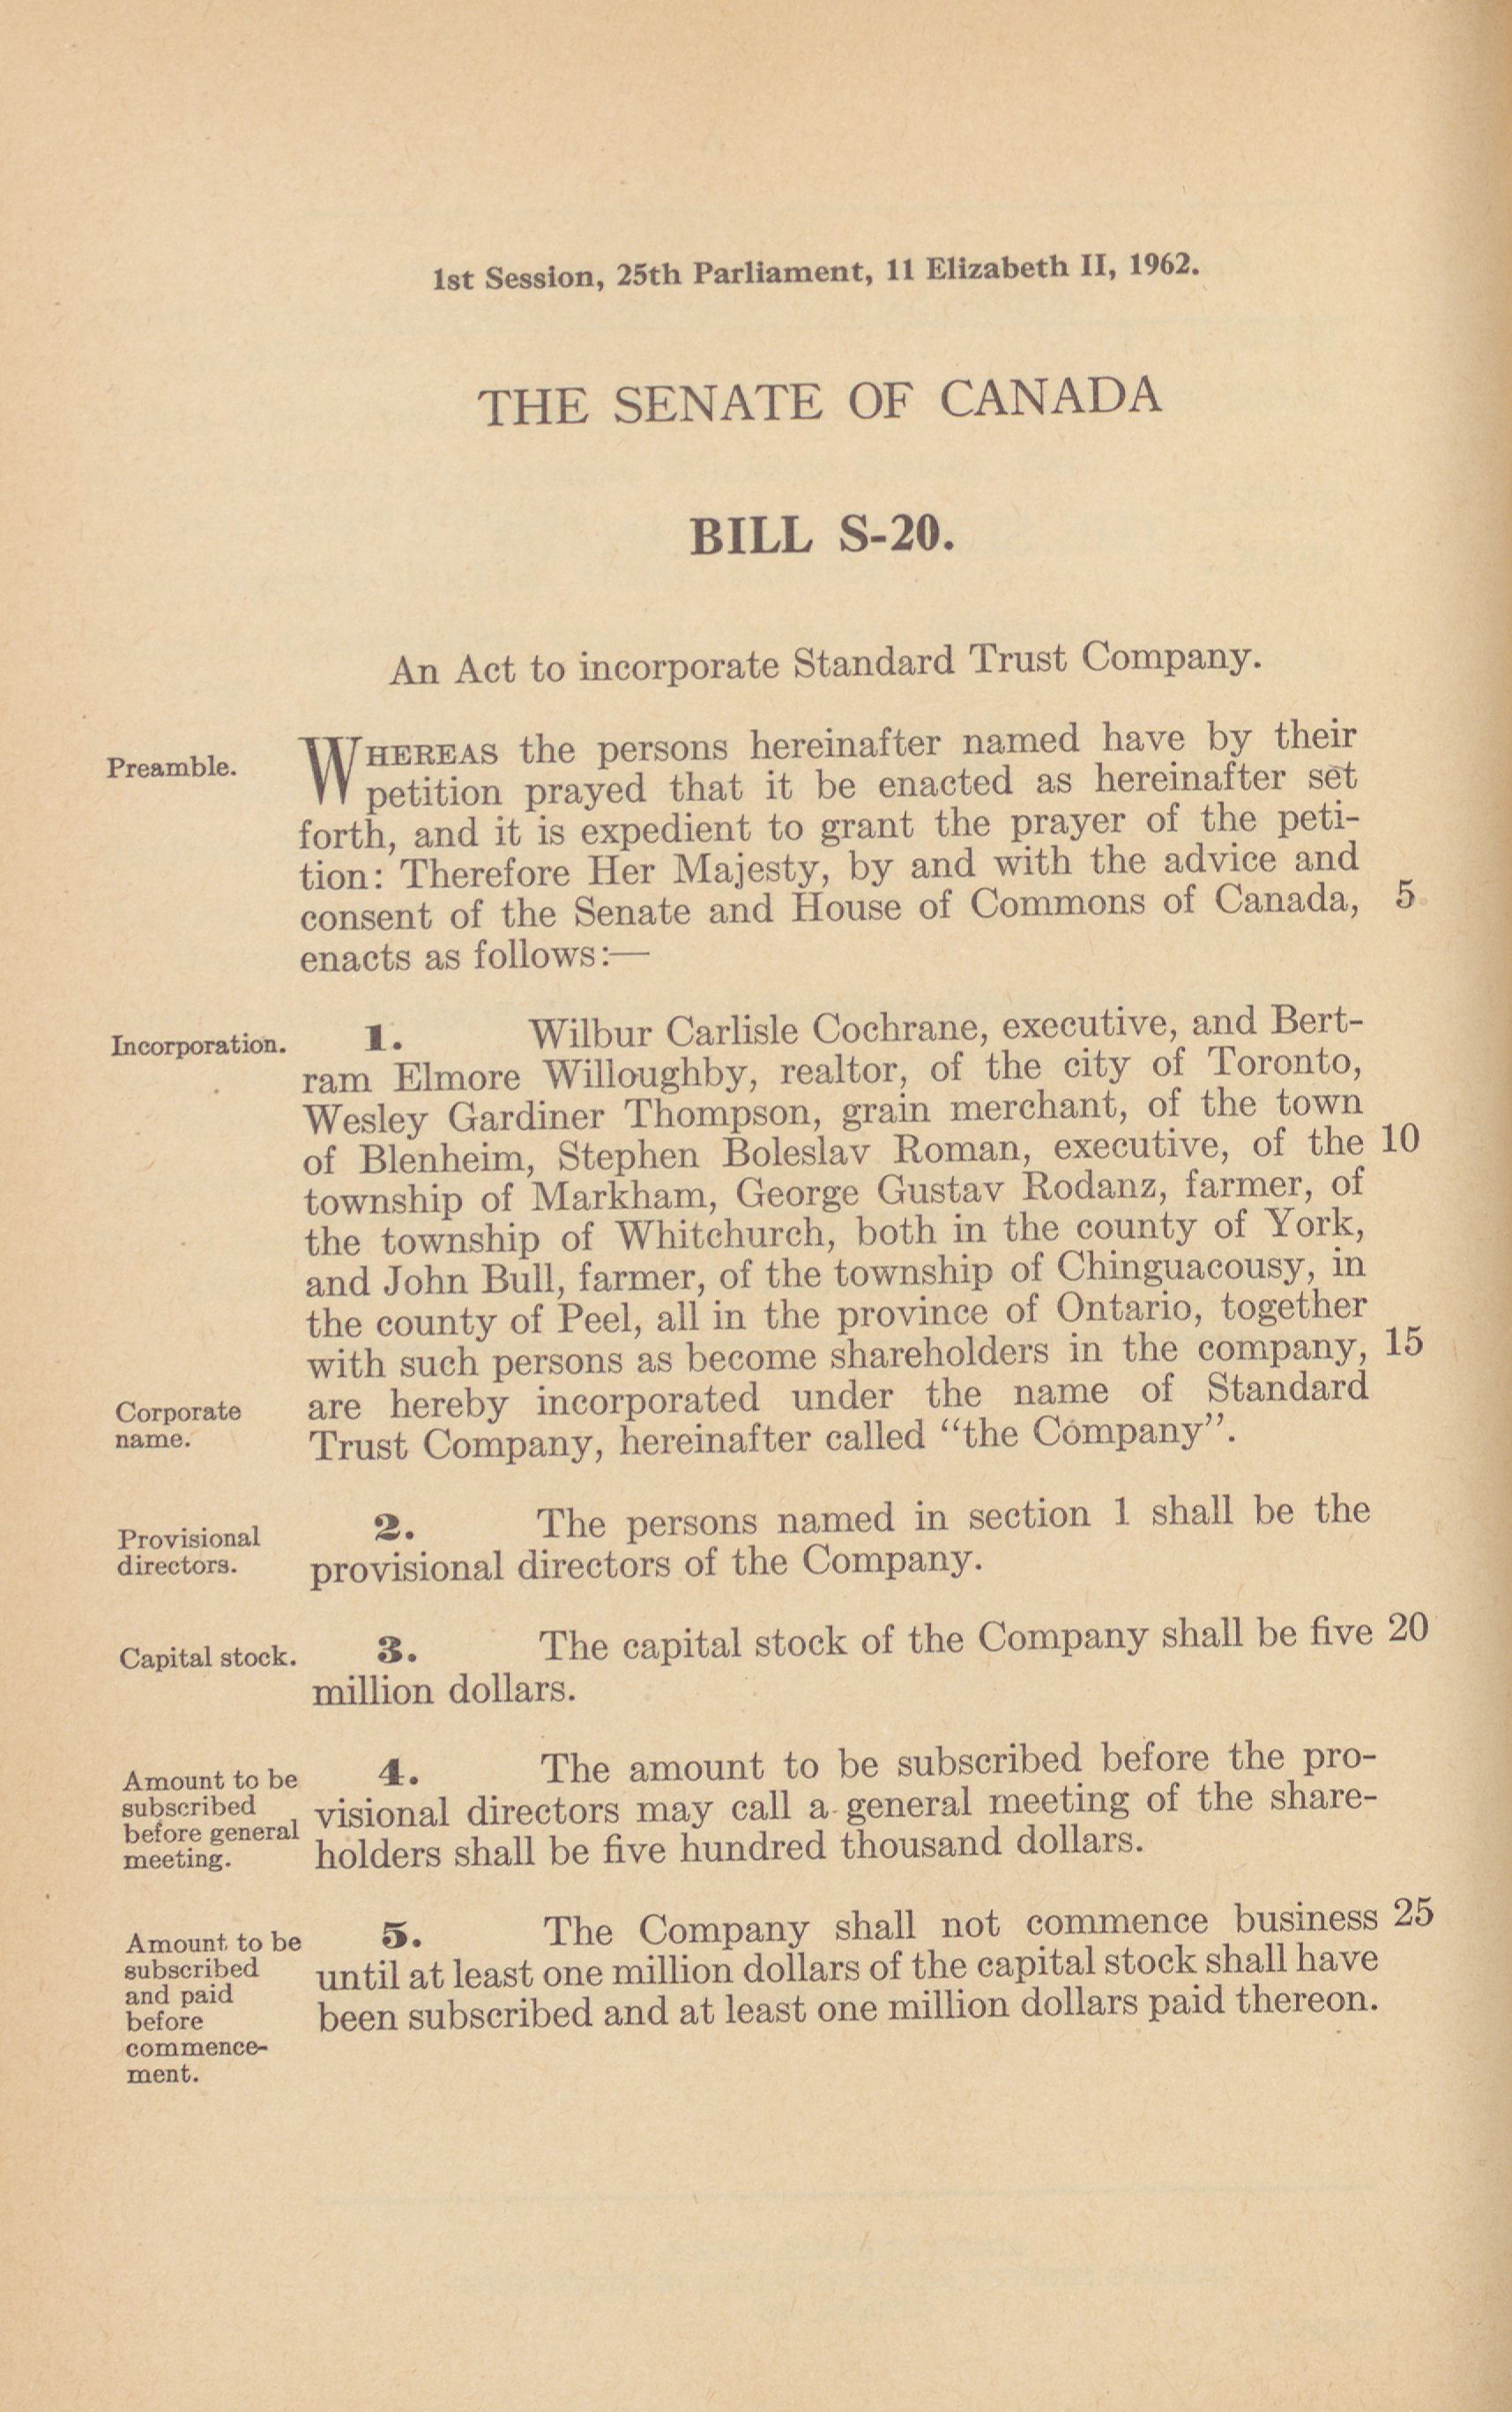 1st Session, 25th Parliament, 11 Elizabeth II, 1962.
THE SENATE OF CANADA
BILL S-20.
An Act to incorporate Standard Trust Company.
Preamble.
WHEREAS the persons hereinafter named have by their
petition prayed that it be enacted as hereinafter set
forth, and it is expedient to grant the prayer of the peti-
tion: Therefore Her Majesty, by and with the advice and
consent of the Senate and House of Commons of Canada, 5
enacts as follows:—
Incorporation.
1. Wilbur Carlisle Cochrane, executive, and Bert-
ram Elmore Willoughby, realtor, of the city of Toronto,
Wesley Gardiner Thompson, grain merchant, of the town
of Blenheim, Stephen Boleslav Roman, executive, of the 10
township of Markham, George Gustav Rodanz, farmer, of
the township of Whitchurch, both in the county of York,
and John Bull, farmer, of the township of Chinguacousy, in
the county of Peel, all in the province of Ontario, together
with such persons as become shareholders in the company, 15
Corporate
name.
are hereby incorporated under the name of Standard
Trust Company, hereinafter called “the Company”.
Provisional
directors.
2. The persons named in section 1 shall be the
provisional directors of the Company.
Capital stock.
3. The capital stock of the Company shall be five 20
million dollars.
Amount to be
subscribed
before general
meeting.
4. The amount to be subscribed before the pro-
visional directors may call a general meeting of the share-
holders shall be five hundred thousand dollars.
Amount to be
subscribed
and paid
before
commence-
ment.
5. The Company shall not commence business 25
until at least one million dollars of the capital stock shall have
been subscribed and at least one million dollars paid thereon.